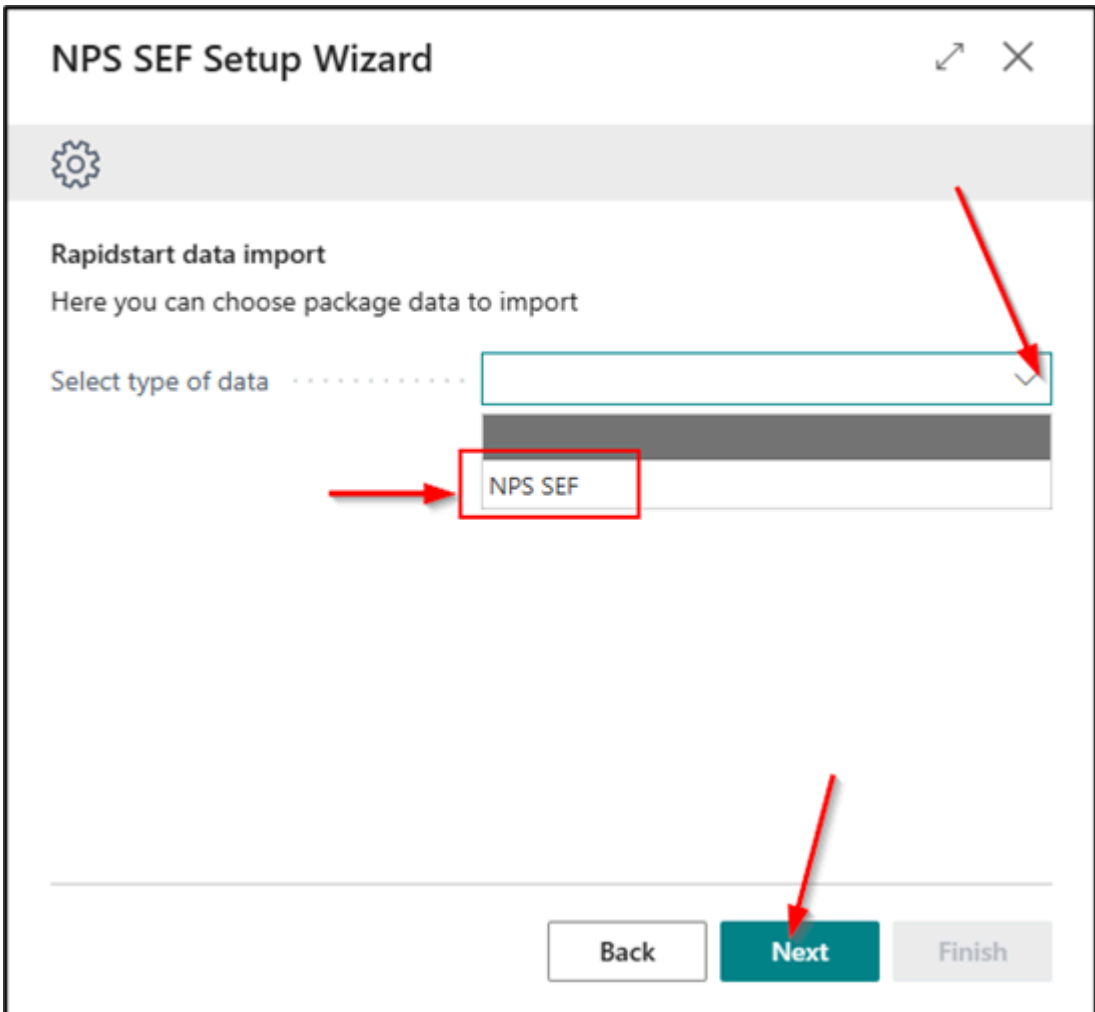 NPS SEF Setup Wizard
Rapidstart data import
Here you can choose package data to import
Select type of data
NPS SEF
Back
Next
Finish